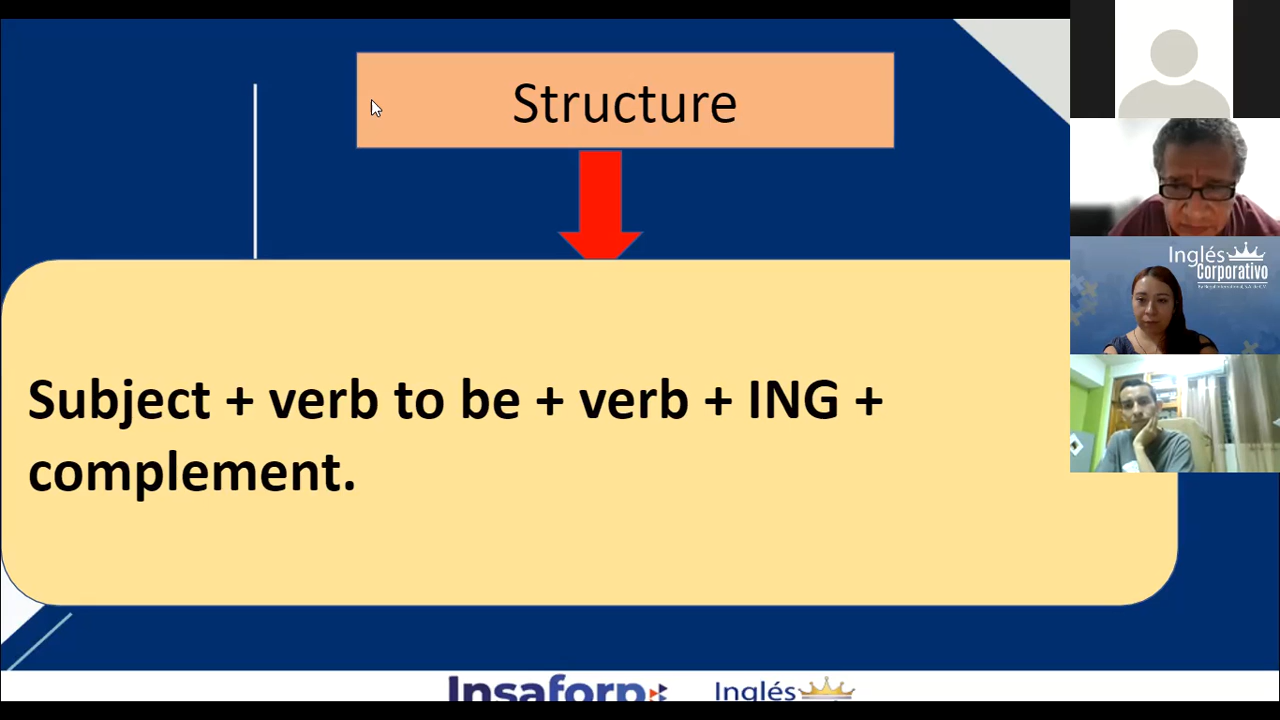 Structure
Subject + verb to be + verb + ING +
complement.
Inglés
Corporativo
Insaforp
Inglés